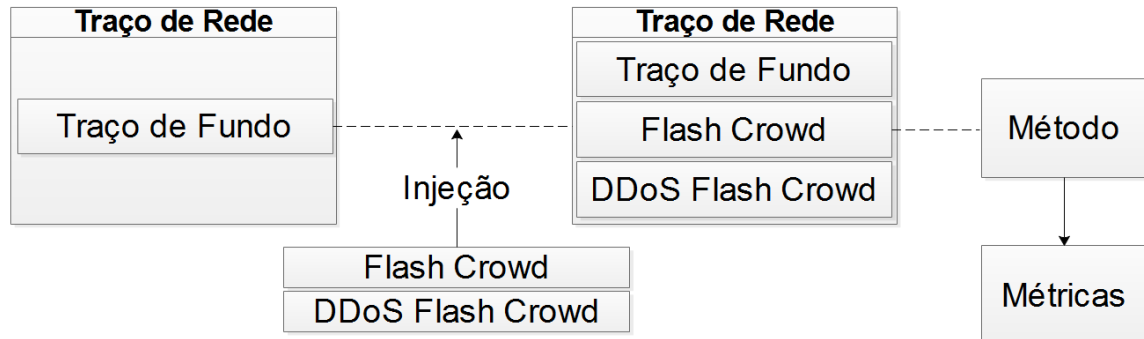 Traço de Rede
Traço de Fundo
Injeção
Flash Crowd
DDoS Flash Crowd
Traço de Rede
Traço de Fundo
Flash Crowd
DDoS Flash Crowd
Método
Métricas